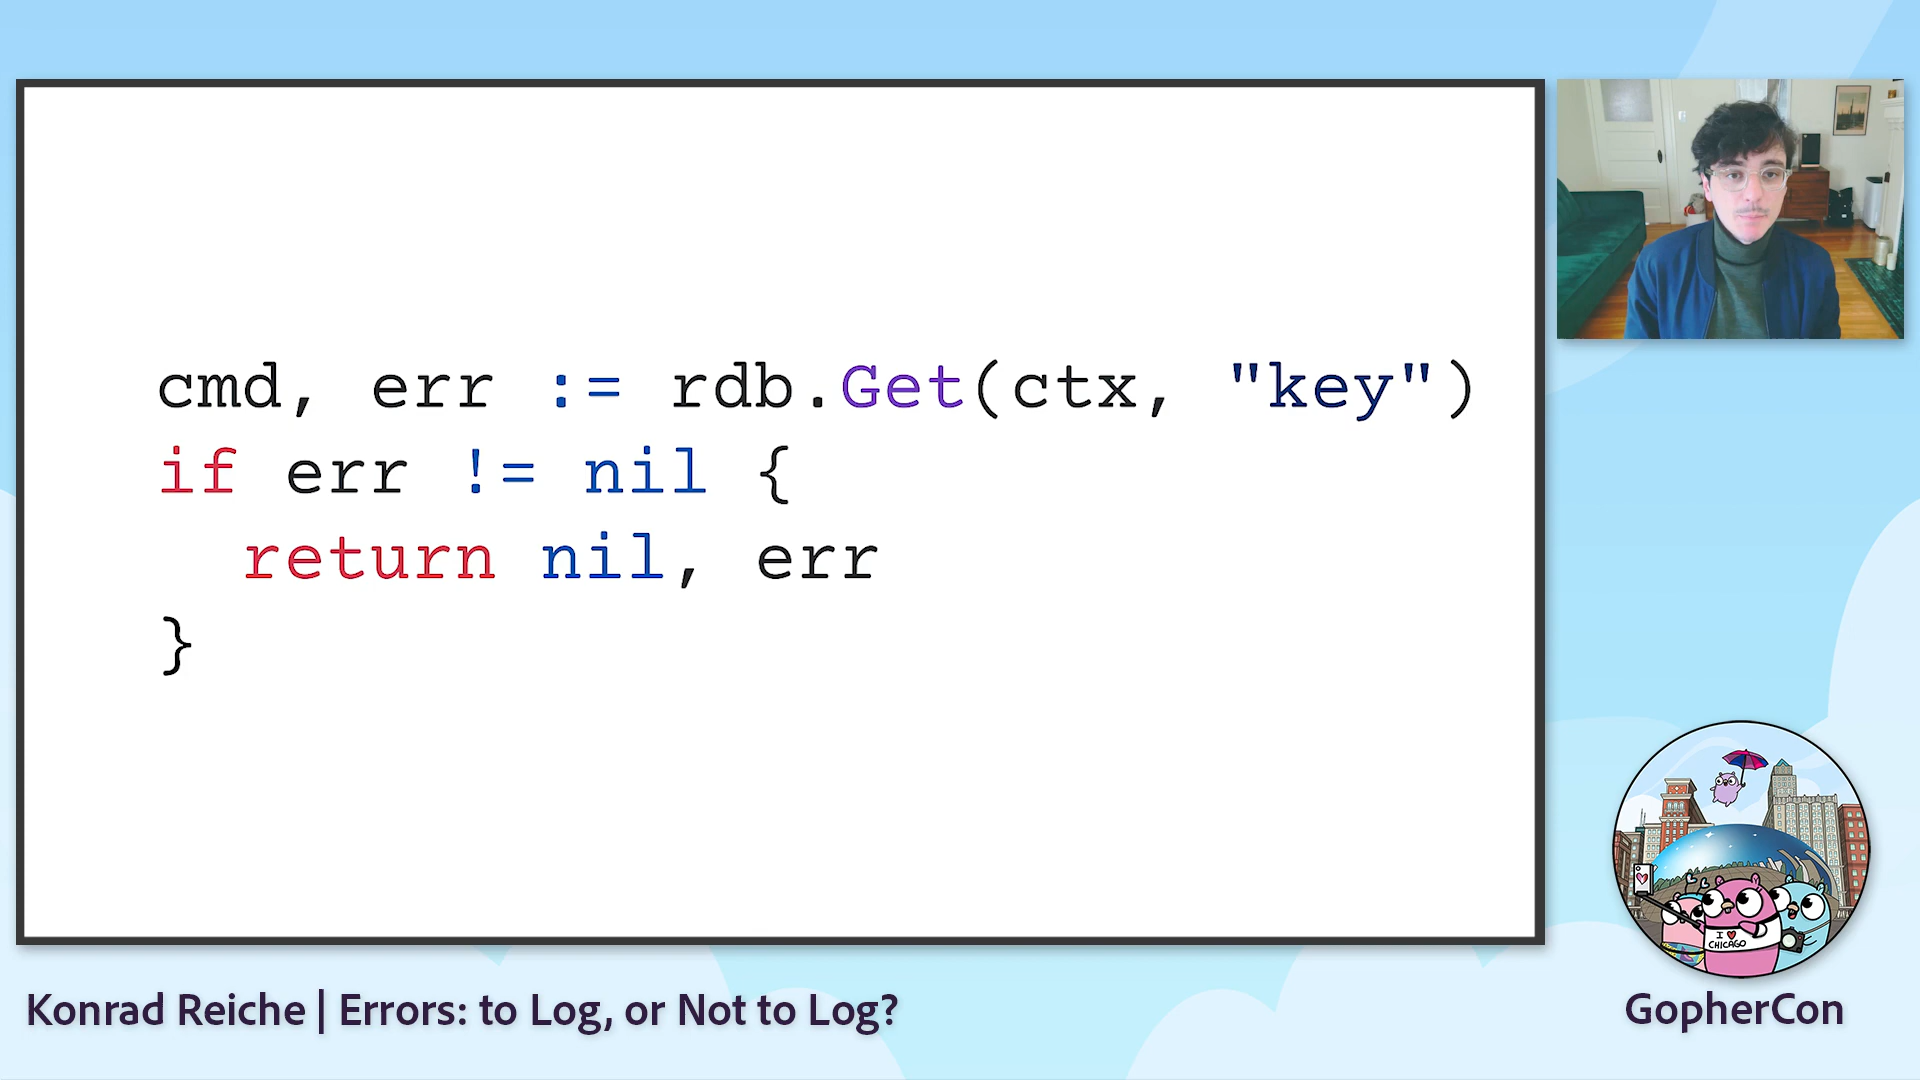 cmd, err := rdb.Get(ctx, "key")
if err != nil {
  return nil, err
}
I ♥
CHICAGO
Konrad Reiche | Errors: to Log, or Not to Log?
GopherCon